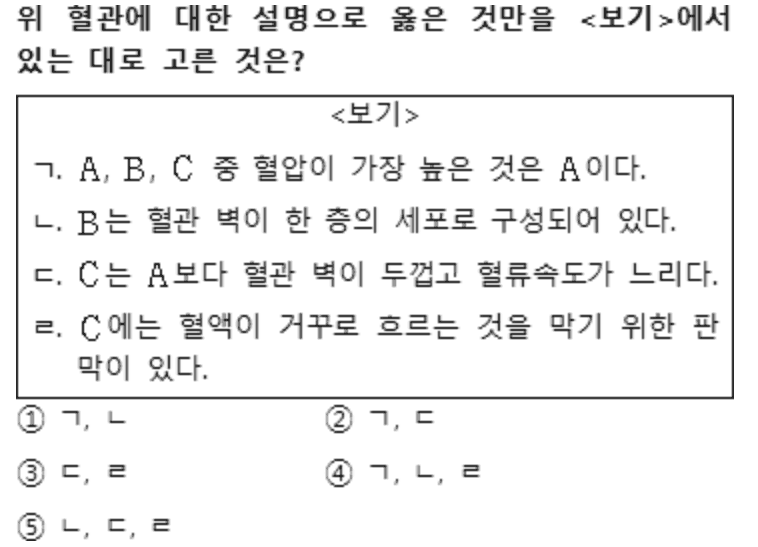 위 혈관에 대한 설명으로 옳은 것만을 <보기>에서
있는 대로 고른 것은?
<보기>
ㄱ. A, B, C 중 혈압이 가장 높은 것은 A이다.
ㄴ. B는 혈관 벽이 한 층의 세포로 구성되어 있다.
ㄷ. C는 A보다 혈관 벽이 두껍고 혈류속도가 느리다.
ㄹ. C에는 혈액이 거꾸로 흐르는 것을 막기 위한 판
막이 있다.
① ㄱ, ㄴ ② ㄱ, ㄷ
③ ㄷ, ㄹ ④ ㄱ, ㄴ, ㄹ
⑤ ㄴ, ㄷ, ㄹ